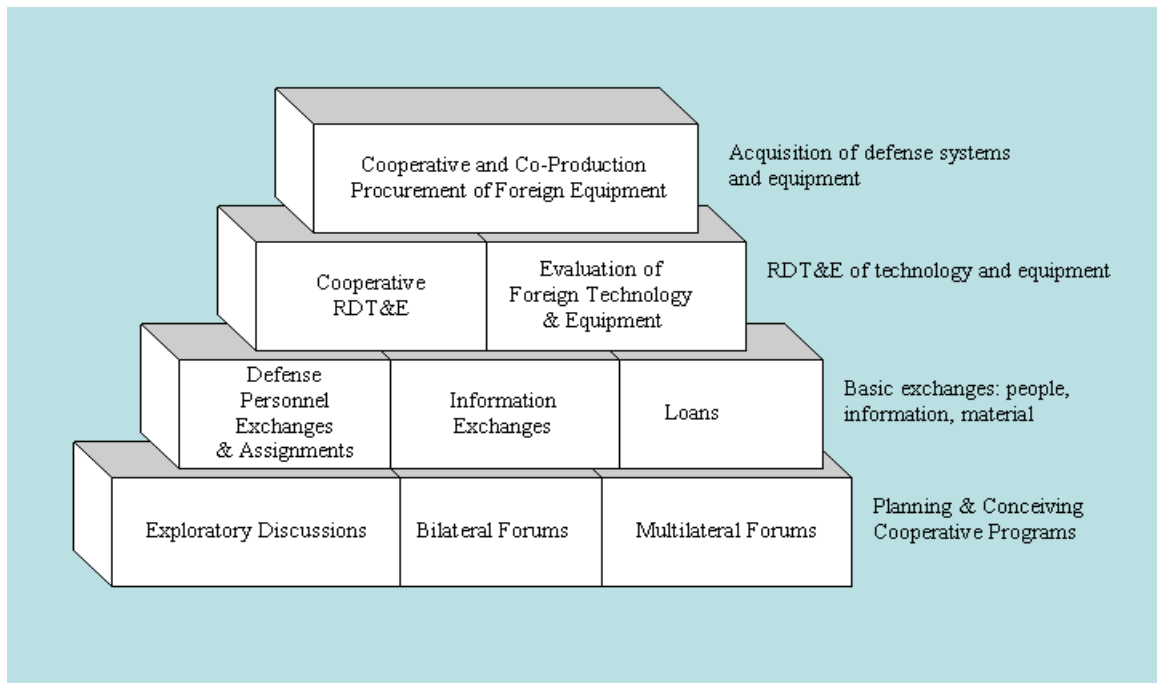 Cooperative and Co-Production
Procurement of Foreign Equipment
Acquisition of defense systems
and equipment
Cooperative
RDT&E
Evaluation of
Foreign Technology
& Equipment
RDT&E of technology and equipment
Defense
Personnel
Exchanges
& Assignments
Information
Exchanges
Loans
Basic exchanges: people,
information, material
Exploratory Discussions
Bilateral Forums
Multilateral Forums
Planning & Conceiving
Cooperative Programs